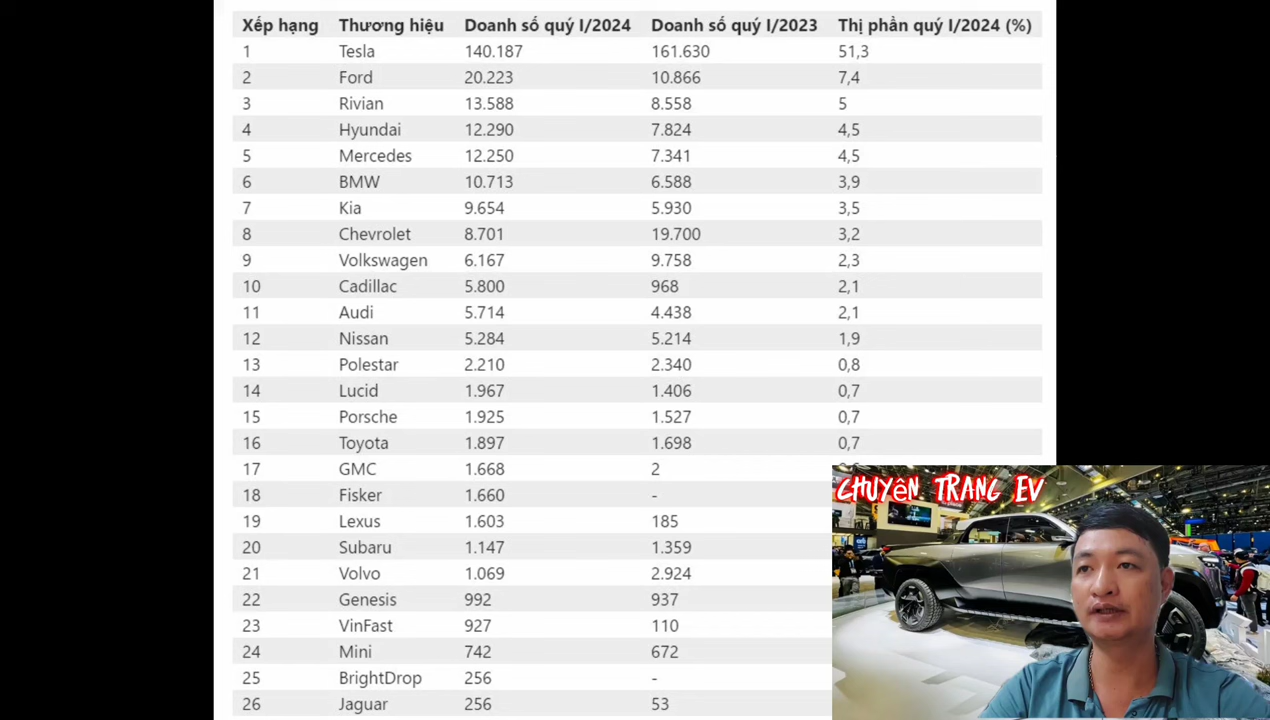 Xếp hạng Thương hiệu Doanh số quý I/2024 Doanh số quý I/2023 Thị phần quý I/2024 (%)
1 Tesla 140.187 161.630 51,3
2 Ford 20.223 10.866 7,4
3 Rivian 13.588 8.558 5
4 Hyundai 12.290 7.824 4,5
5 Mercedes 12.250 7.341 4,5
6 BMW 10.713 6.588 3,9
7 Kia 9.654 5.930 3,5
8 Chevrolet 8.701 19.700 3,2
9 Volkswagen 6.167 9.758 2,3
10 Cadillac 5.800 968 2,1
11 Audi 5.714 4.438 2,1
12 Nissan 5.284 5.214 1,9
13 Polestar 2.210 2.340 0,8
14 Lucid 1.967 1.406 0,7
15 Porsche 1.925 1.527 0,7
16 Toyota 1.897 1.698 0,7
17 GMC 1.668 2
18 Fisker 1.660 -
19 Lexus 1.603 185
20 Subaru 1.147 1.359
21 Volvo 1.069 2.924
22 Genesis 992 937
23 VinFast 927 110
24 Mini 742 672
25 BrightDrop 256 -
26 Jaguar 256 53
CHUYÊN TRANG EV